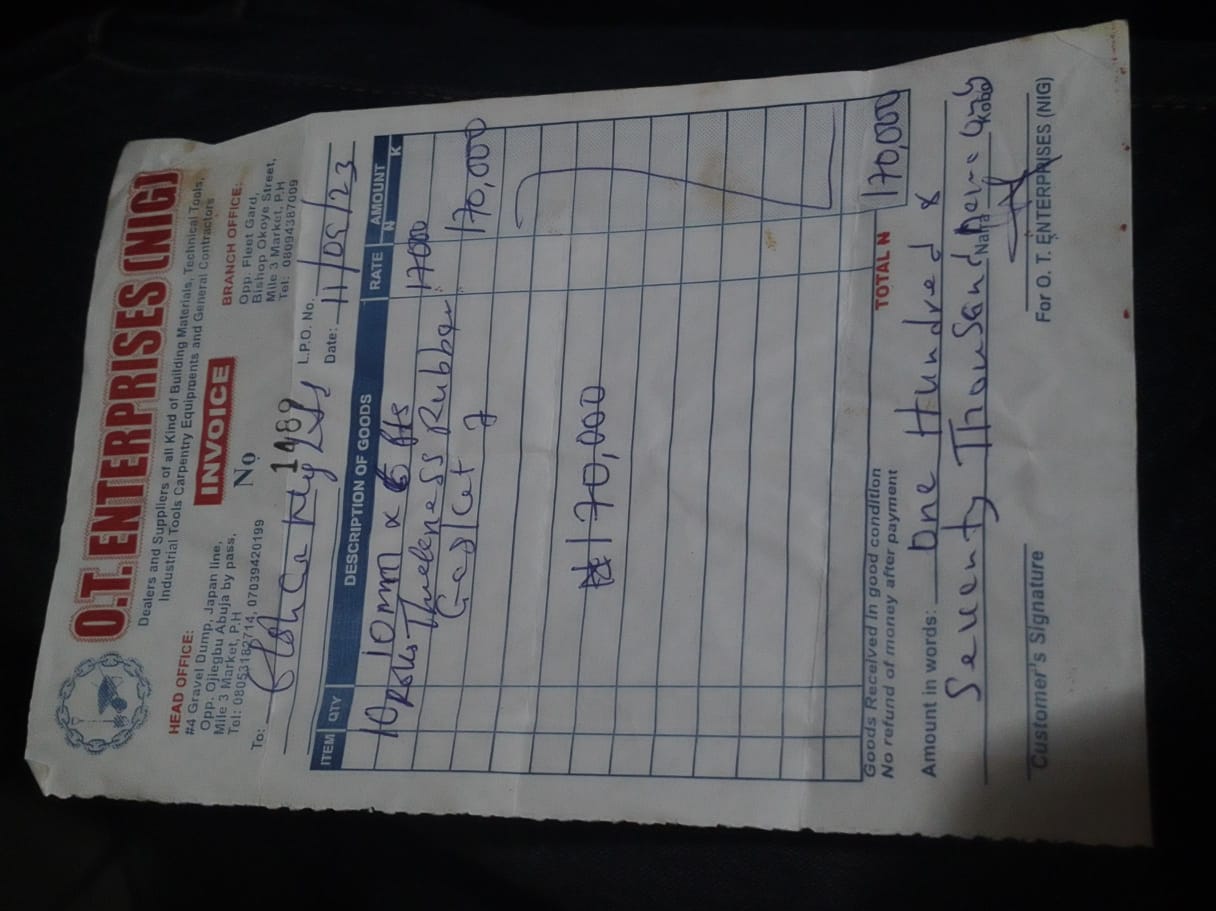 O.T. ENTERPRISES (NIG)
Dealers and Suppliers of all Kind of Building Materials, Technical Tools,
Industrial Tools Carpentry Equipments and General Contractors
HEAD OFFICE:
#4 Gravel Dump, Japan line,
Opp. Ojiegbu Abuja by pass,
Mile 3 Market, P.H
Tel: 08053182714, 07039420199
INVOICE
No 1489
BRANCH OFFICE:
Opp. Fleet Gard,
Bishop Okoye Street,
Mile 3 Market, P.H
Tel: 08094387009
To:
L.P.O. No.
Date: 11/05/23
ITEM QTY DESCRIPTION OF GOODS RATE AMOUNT
N K
10 10mm x 6 fts 17000
Rubber 170,000
Gasket
₦170,000
Goods Received in good condition
No refund of money after payment
TOTAL N 170,000
Amount in words: One Hundred &
Seventy Thousand Naira Only Kobo
Customer's Signature
For O. T. ENTERPRISES (NIG)